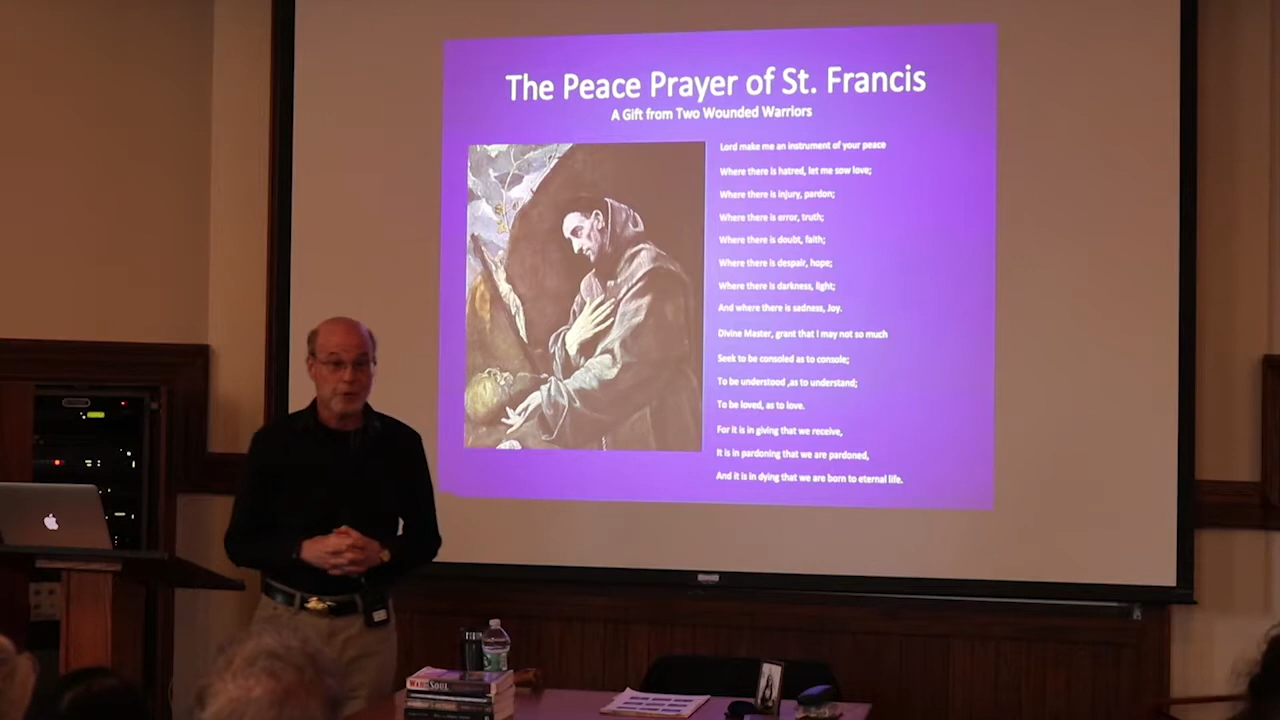 The Peace Prayer of St. Francis
A Gift from Two Wounded Warriors
Lord make me an instrument of your peace
Where there is hatred, let me sow love;
Where there is injury, pardon;
Where there is error, truth;
Where there is doubt, faith;
Where there is despair, hope;
Where there is darkness, light;
And where there is sadness, Joy.
Divine Master, grant that I may not so much
Seek to be consoled as to console;
To be understood ,as to understand;
To be loved, as to love.
For it is in giving that we receive,
It is in pardoning that we are pardoned,
And it is in dying that we are born to eternal life.
SOUL